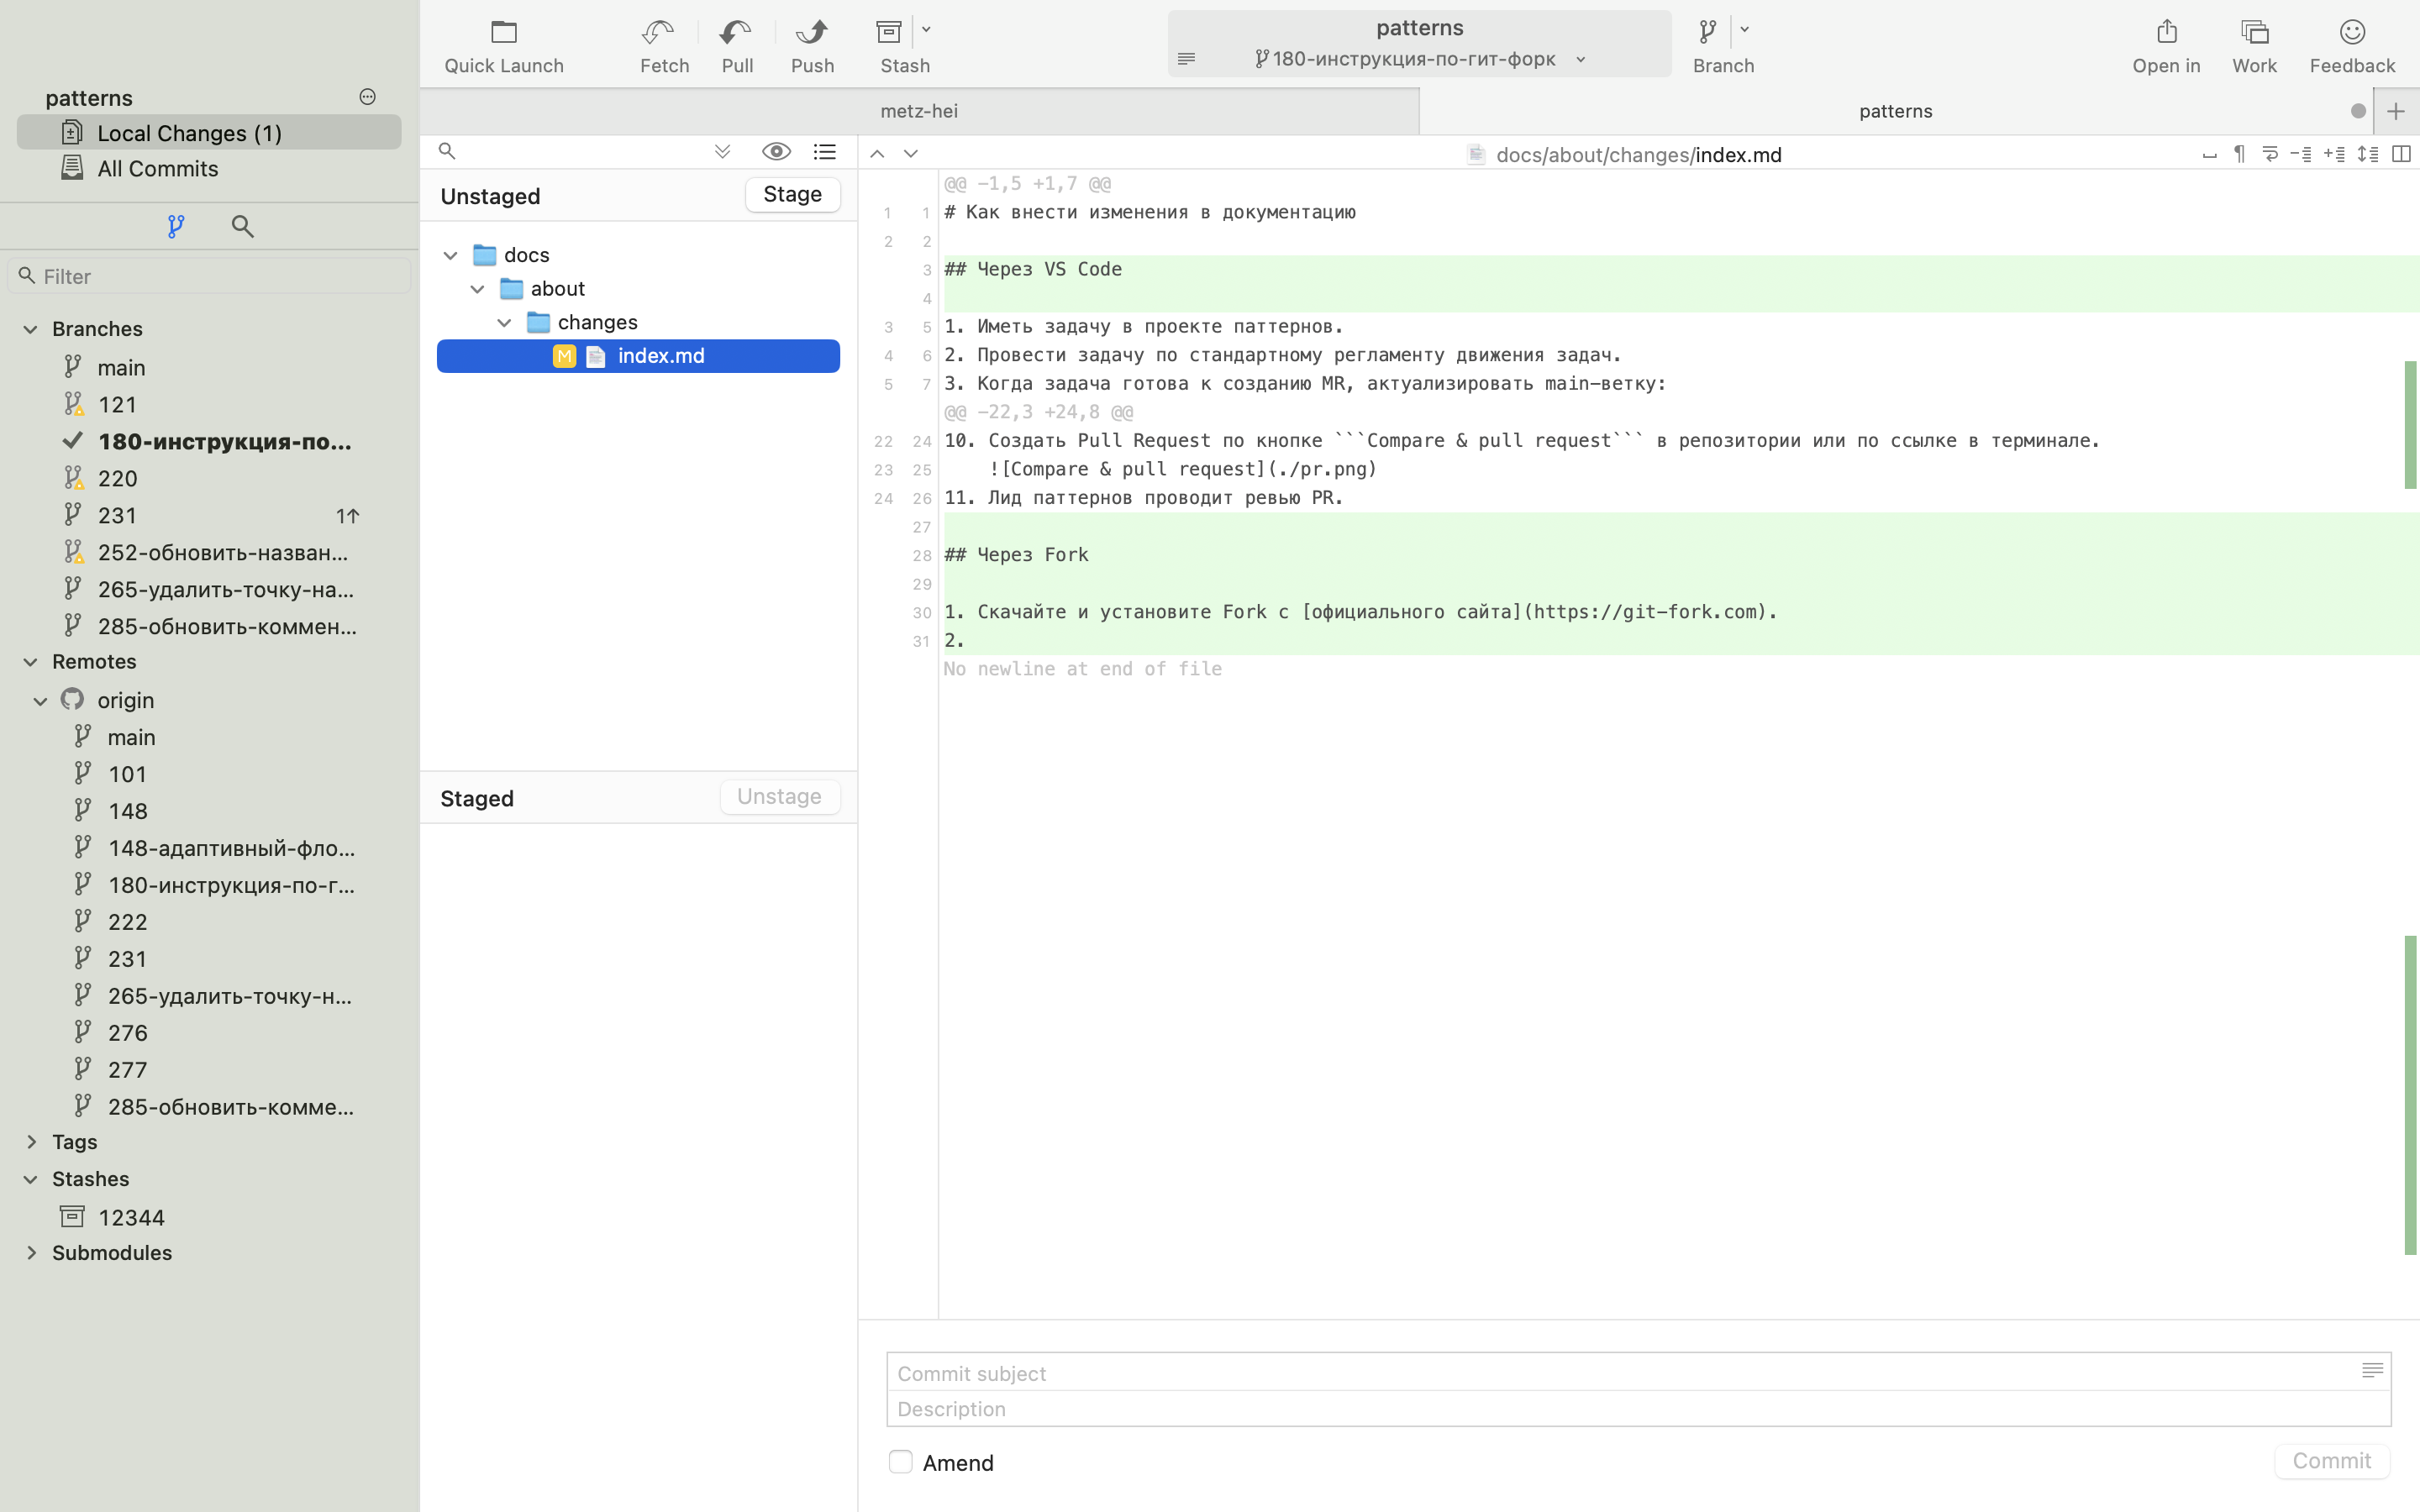 Quick Launch
Fetch
Pull
Push
Stash
patterns
180-инструкция-по-гит-форк
Branch
Open in
Work
Feedback
metz-hei
patterns
patterns
Local Changes (1)
All Commits
Filter
Branches
main
121
180-инструкция-по...
220
231 1↑
252-обновить-назван...
265-удалить-точку-на...
285-обновить-коммен...
Remotes
origin
main
101
148
148-адаптивный-фло...
180-инструкция-по-г...
222
231
265-удалить-точку-н...
276
277
285-обновить-комме...
Tags
Stashes
12344
Submodules
Unstaged
Stage
docs
about
changes
M index.md
Staged
Unstage
docs/about/changes/index.md
@@ -1,5 +1,7 @@
1 1 # Как внести изменения в документацию
2 2
3 ## Через VS Code
4
3 5 1. Иметь задачу в проекте паттернов.
4 6 2. Провести задачу по стандартному регламенту движения задач.
5 7 3. Когда задача готова к созданию MR, актуализировать main-ветку:
@@ -22,3 +24,8 @@
22 24 10. Создать Pull Request по кнопке ```Compare & pull request``` в репозитории или по ссылке в терминале.
23 25 ![Compare & pull request](./pr.png)
24 26 11. Лид паттернов проводит ревью PR.
27
28 ## Через Fork
29
30 1. Скачайте и установите Fork с [официального сайта](https://git-fork.com).
31 2.
No newline at end of file
Commit subject
Description
Amend
Commit